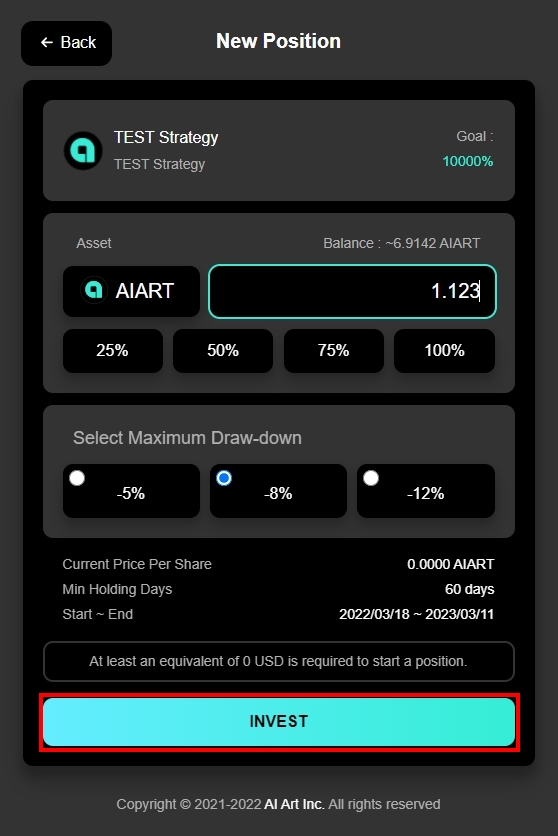 Back
New Position
TEST Strategy
Goal :
TEST Strategy
10000%
Asset
Balance : ~6.9142 AIART
AIART
1.123
25%
50%
75%
100%
Select Maximum Draw-down
-5%
-8%
-12%
Current Price Per Share
0.0000 AIART
Min Holding Days
60 days
Start ~ End
2022/03/18 ~ 2023/03/11
At least an equivalent of 0 USD is required to start a position.
INVEST
Copyright © 2021-2022 AI Art Inc. All rights reserved